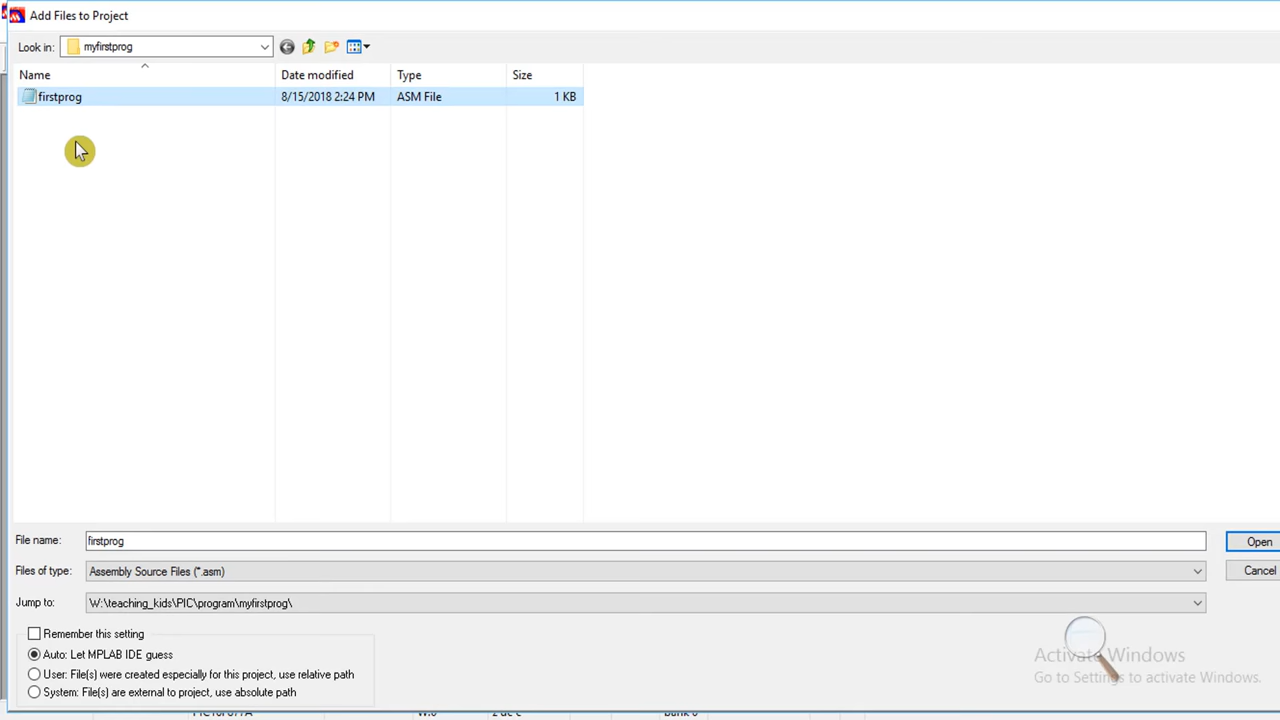 Add Files to Project
Look in: myfirstprog
Name Date modified Type Size
firstprog 8/15/2018 2:24 PM ASM File 1 KB
File name: firstprog Open
Files of type: Assembly Source Files (*.asm) Cancel
Jump to: W:\teaching_kids\PIC\program\myfirstprog\
Remember this setting
Auto: Let MPLAB IDE guess
User: File(s) were created especially for this project, use relative path
System: File(s) are external to project, use absolute path
Activate Windows
Go to Settings to activate Windows.